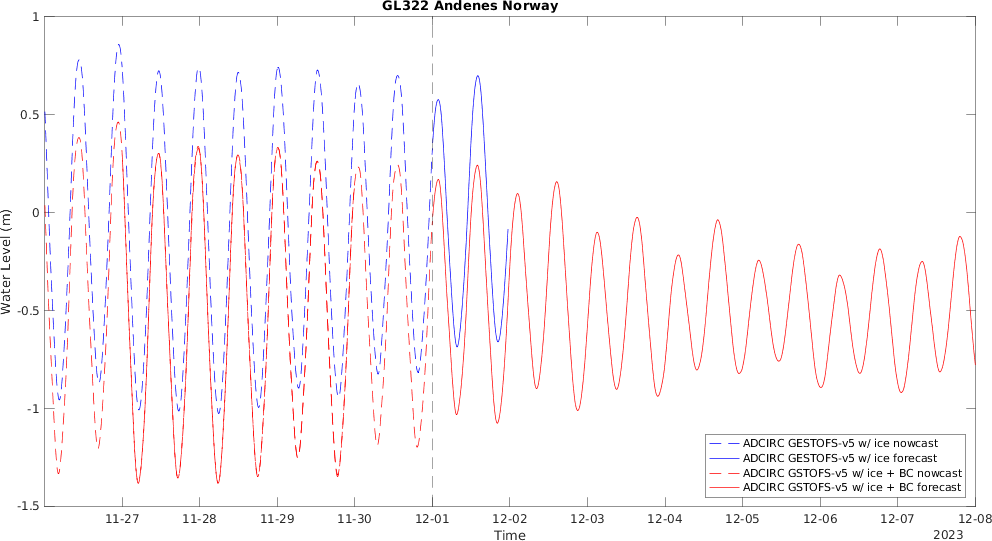 GL322 Andenes Norway
1
0.5
0
-0.5
-1
-1.5
Water Level (m)
11-27 11-28 11-29 11-30 12-01 12-02 12-03 12-04 12-05 12-06 12-07 12-08
Time
2023
ADCIRC GESTOFS-v5 w/ ice nowcast
ADCIRC GESTOFS-v5 w/ ice forecast
ADCIRC GSTOFS-v5 w/ ice + BC nowcast
ADCIRC GSTOFS-v5 w/ ice + BC forecast